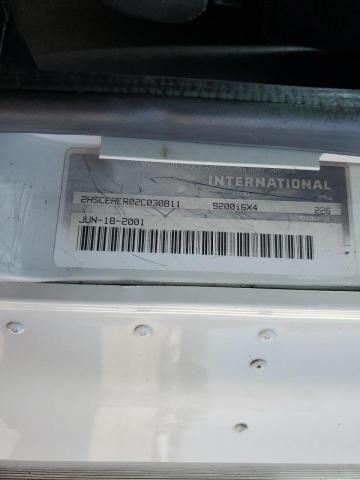 INTERNATIONAL
2HSCEAER02C030811 9200i6X4 226
JUN-18-2001